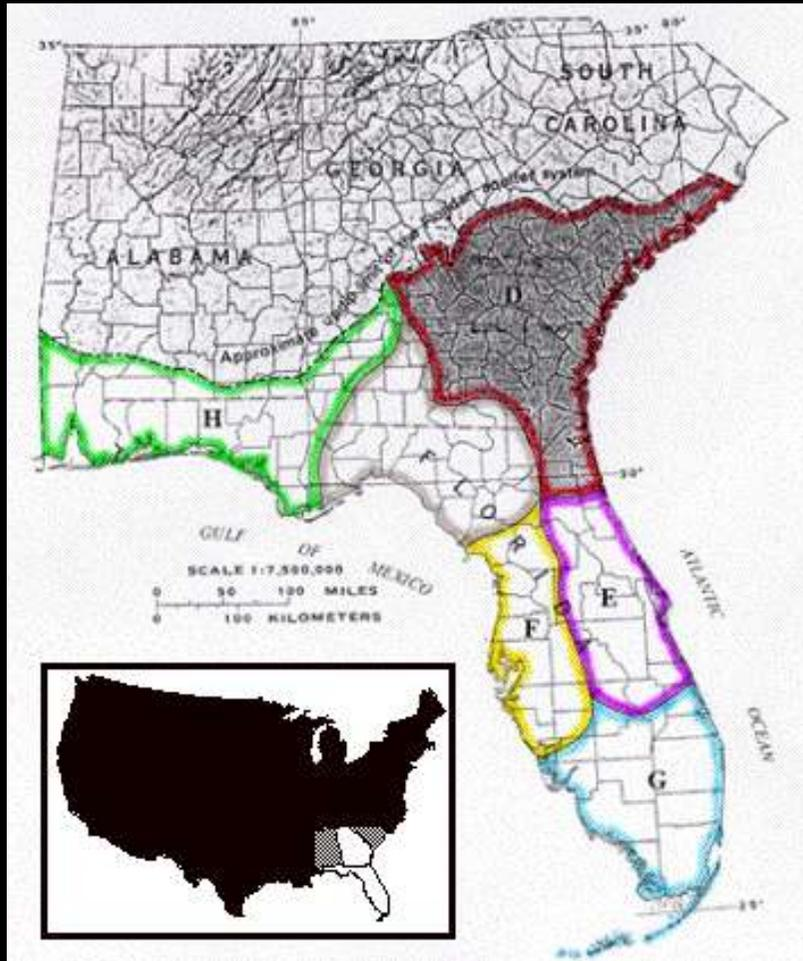 35° 85° 35° 80°
SOUTH
CAROLINA
GEORGIA
ALABAMA
Approximate updip limit of the Floridan aquifer system
D
H
FLORIDA
30°
GULF OF MEXICO
SCALE 1:7,500,000
0 50 100 MILES
0 100 KILOMETERS
ATLANTIC
OCEAN
E
F
G
25°